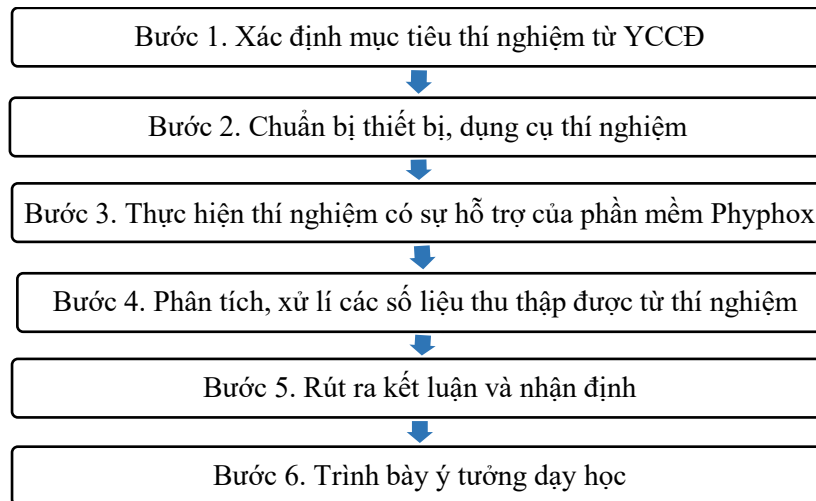 Bước 1. Xác định mục tiêu thí nghiệm từ YCCĐ
Bước 2. Chuẩn bị thiết bị, dụng cụ thí nghiệm
Bước 3. Thực hiện thí nghiệm có sự hỗ trợ của phần mềm Phyphox
Bước 4. Phân tích, xử lí các số liệu thu thập được từ thí nghiệm
Bước 5. Rút ra kết luận và nhận định
Bước 6. Trình bày ý tưởng dạy học